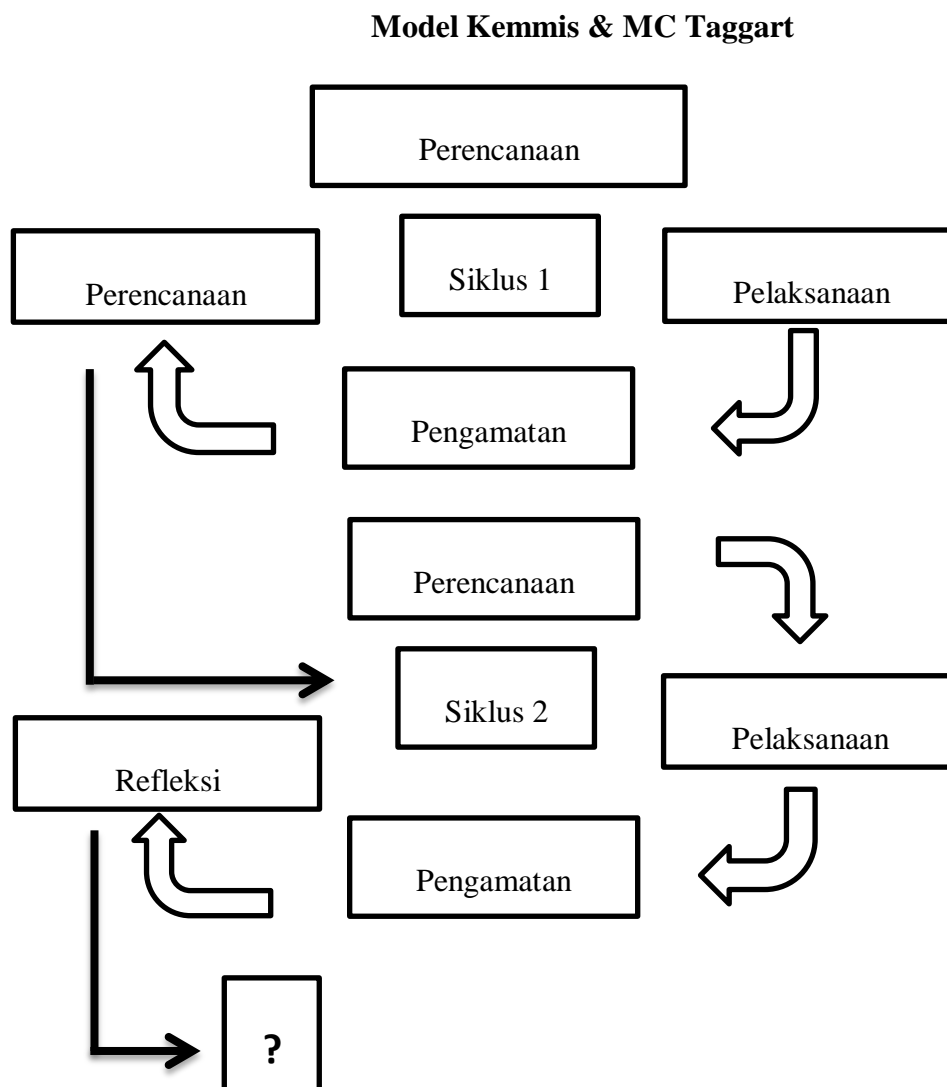 Model Kemmis & MC Taggart
Perencanaan
Perencanaan
Siklus 1
Pelaksanaan
Pengamatan
Perencanaan
Siklus 2
Pelaksanaan
Refleksi
Pengamatan
?